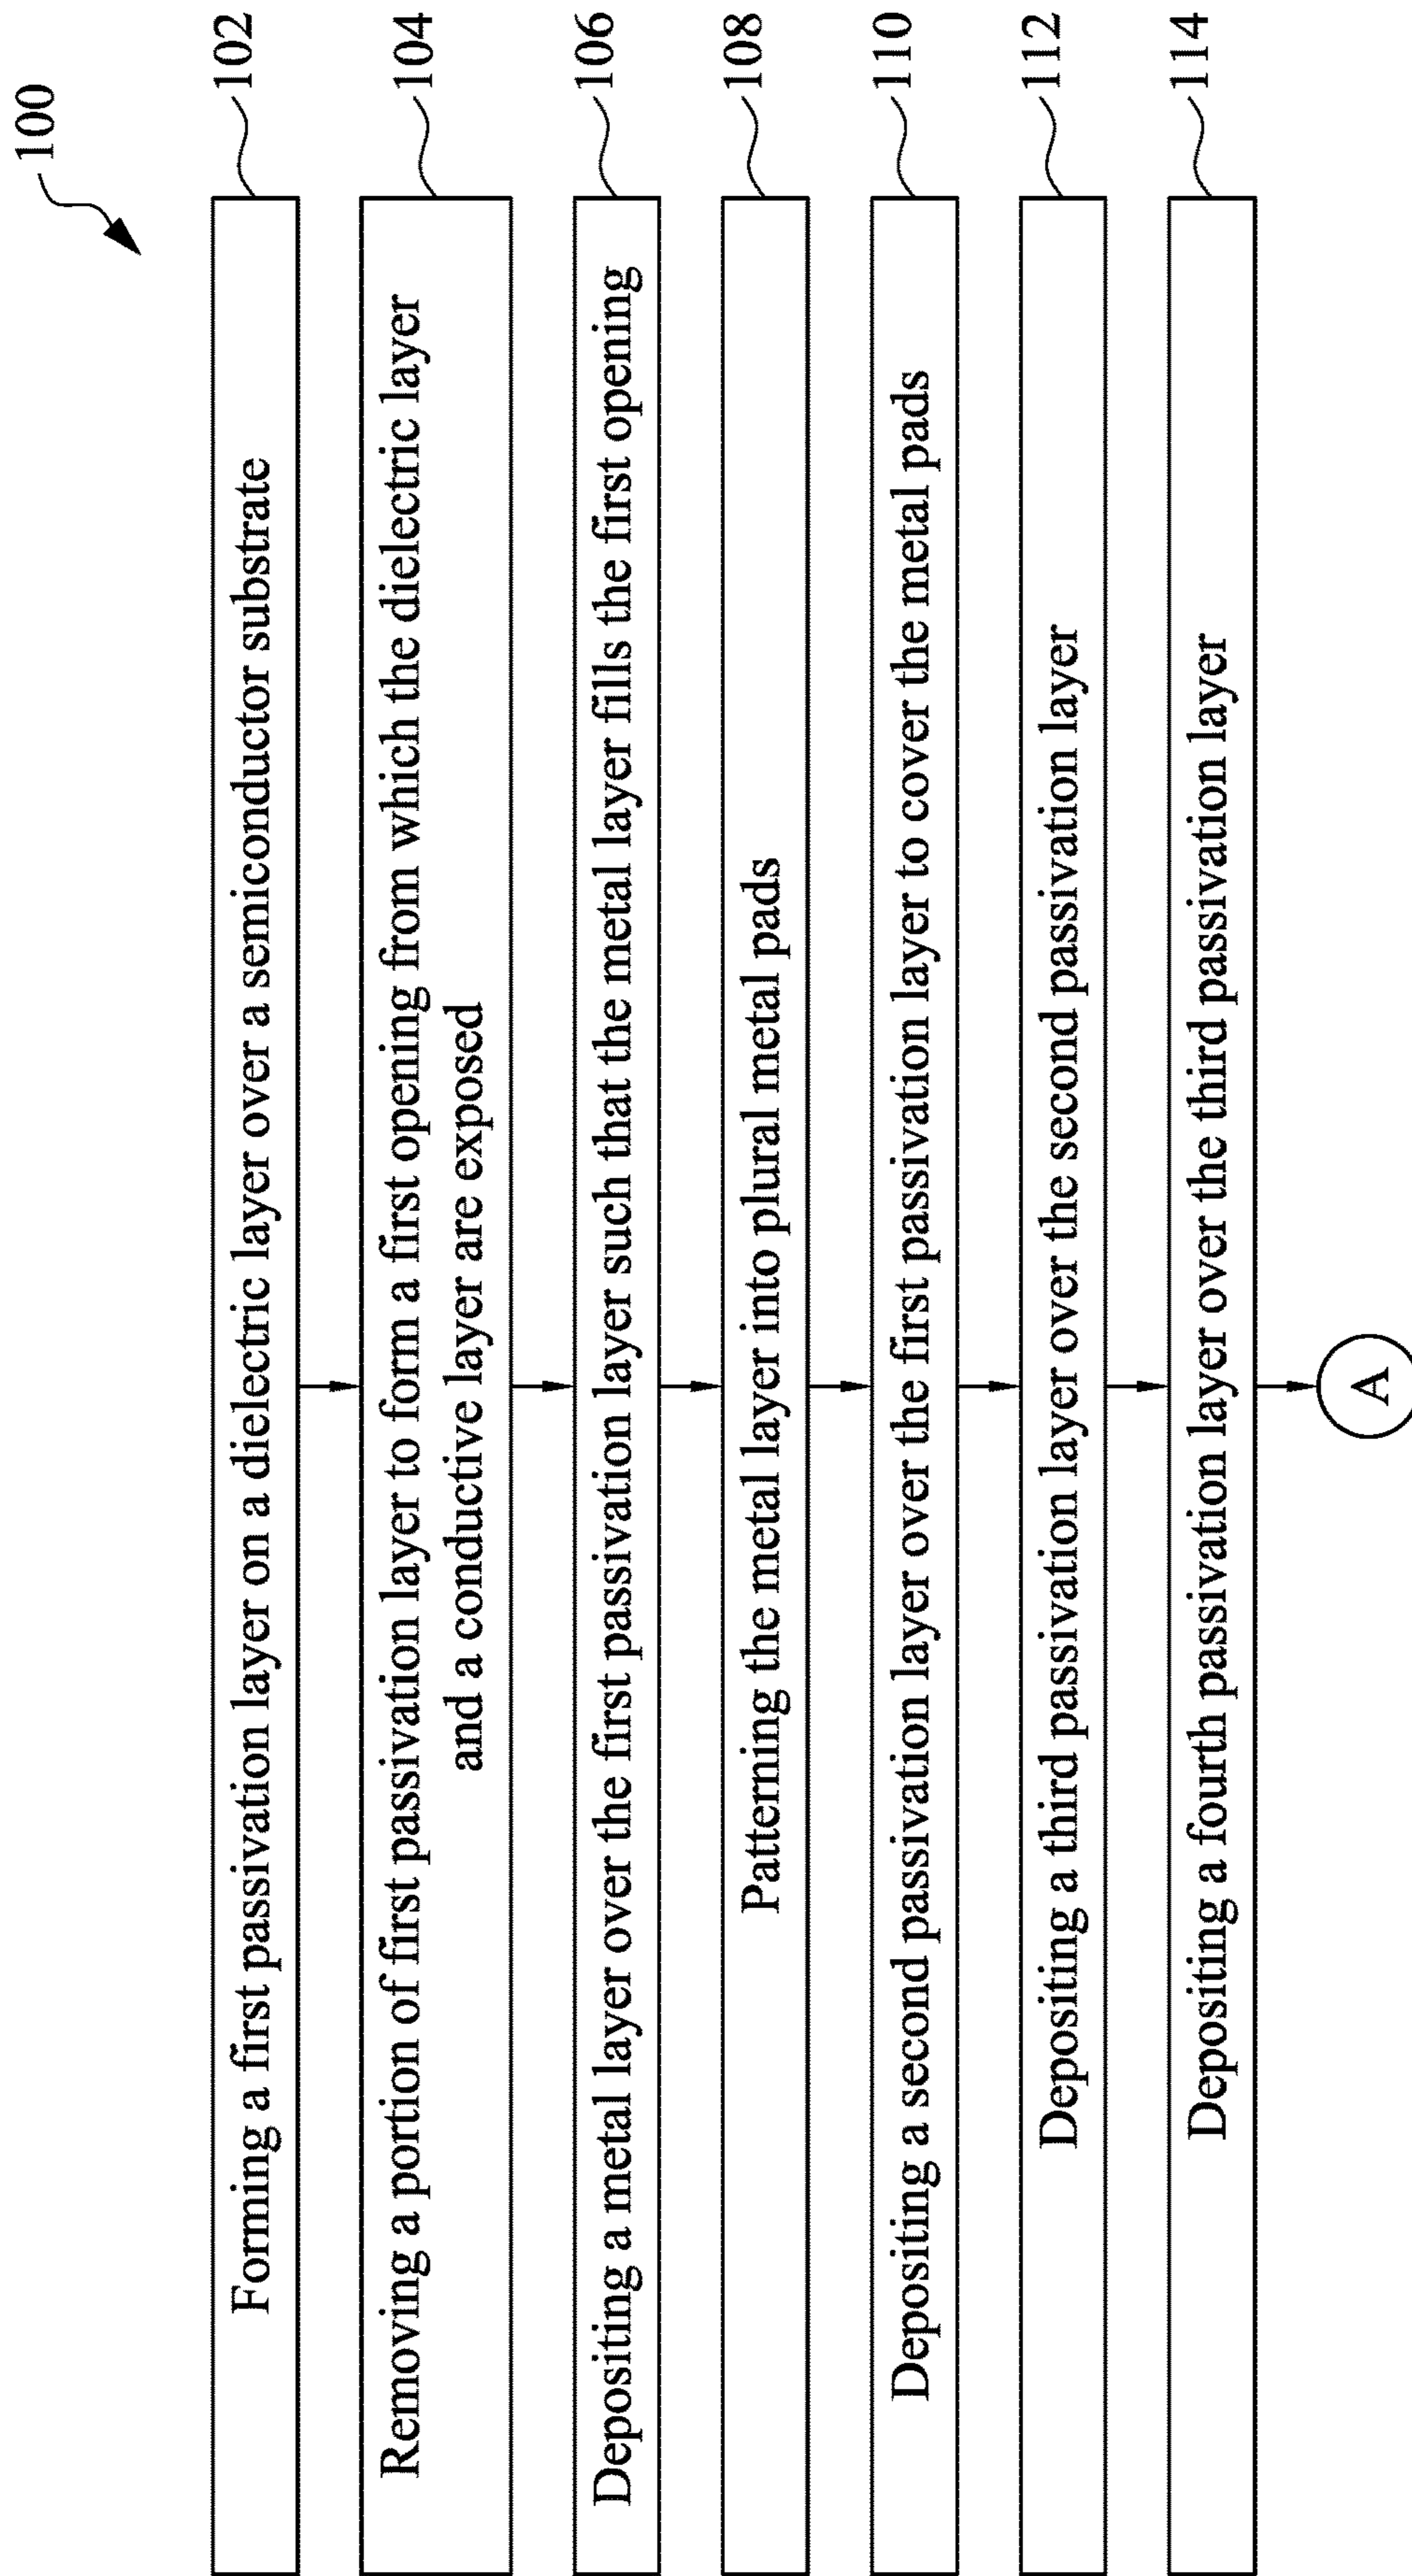 100
Forming a first passivation layer on a dielectric layer over a semiconductor substrate
102
Removing a portion of first passivation layer to form a first opening from which the dielectric layer
and a conductive layer are exposed
104
Depositing a metal layer over the first passivation layer such that the metal layer fills the first opening
106
Patterning the metal layer into plural metal pads
108
Depositing a second passivation layer over the first passivation layer to cover the metal pads
110
Depositing a third passivation layer over the second passivation layer
112
Depositing a fourth passivation layer over the third passivation layer
114
A